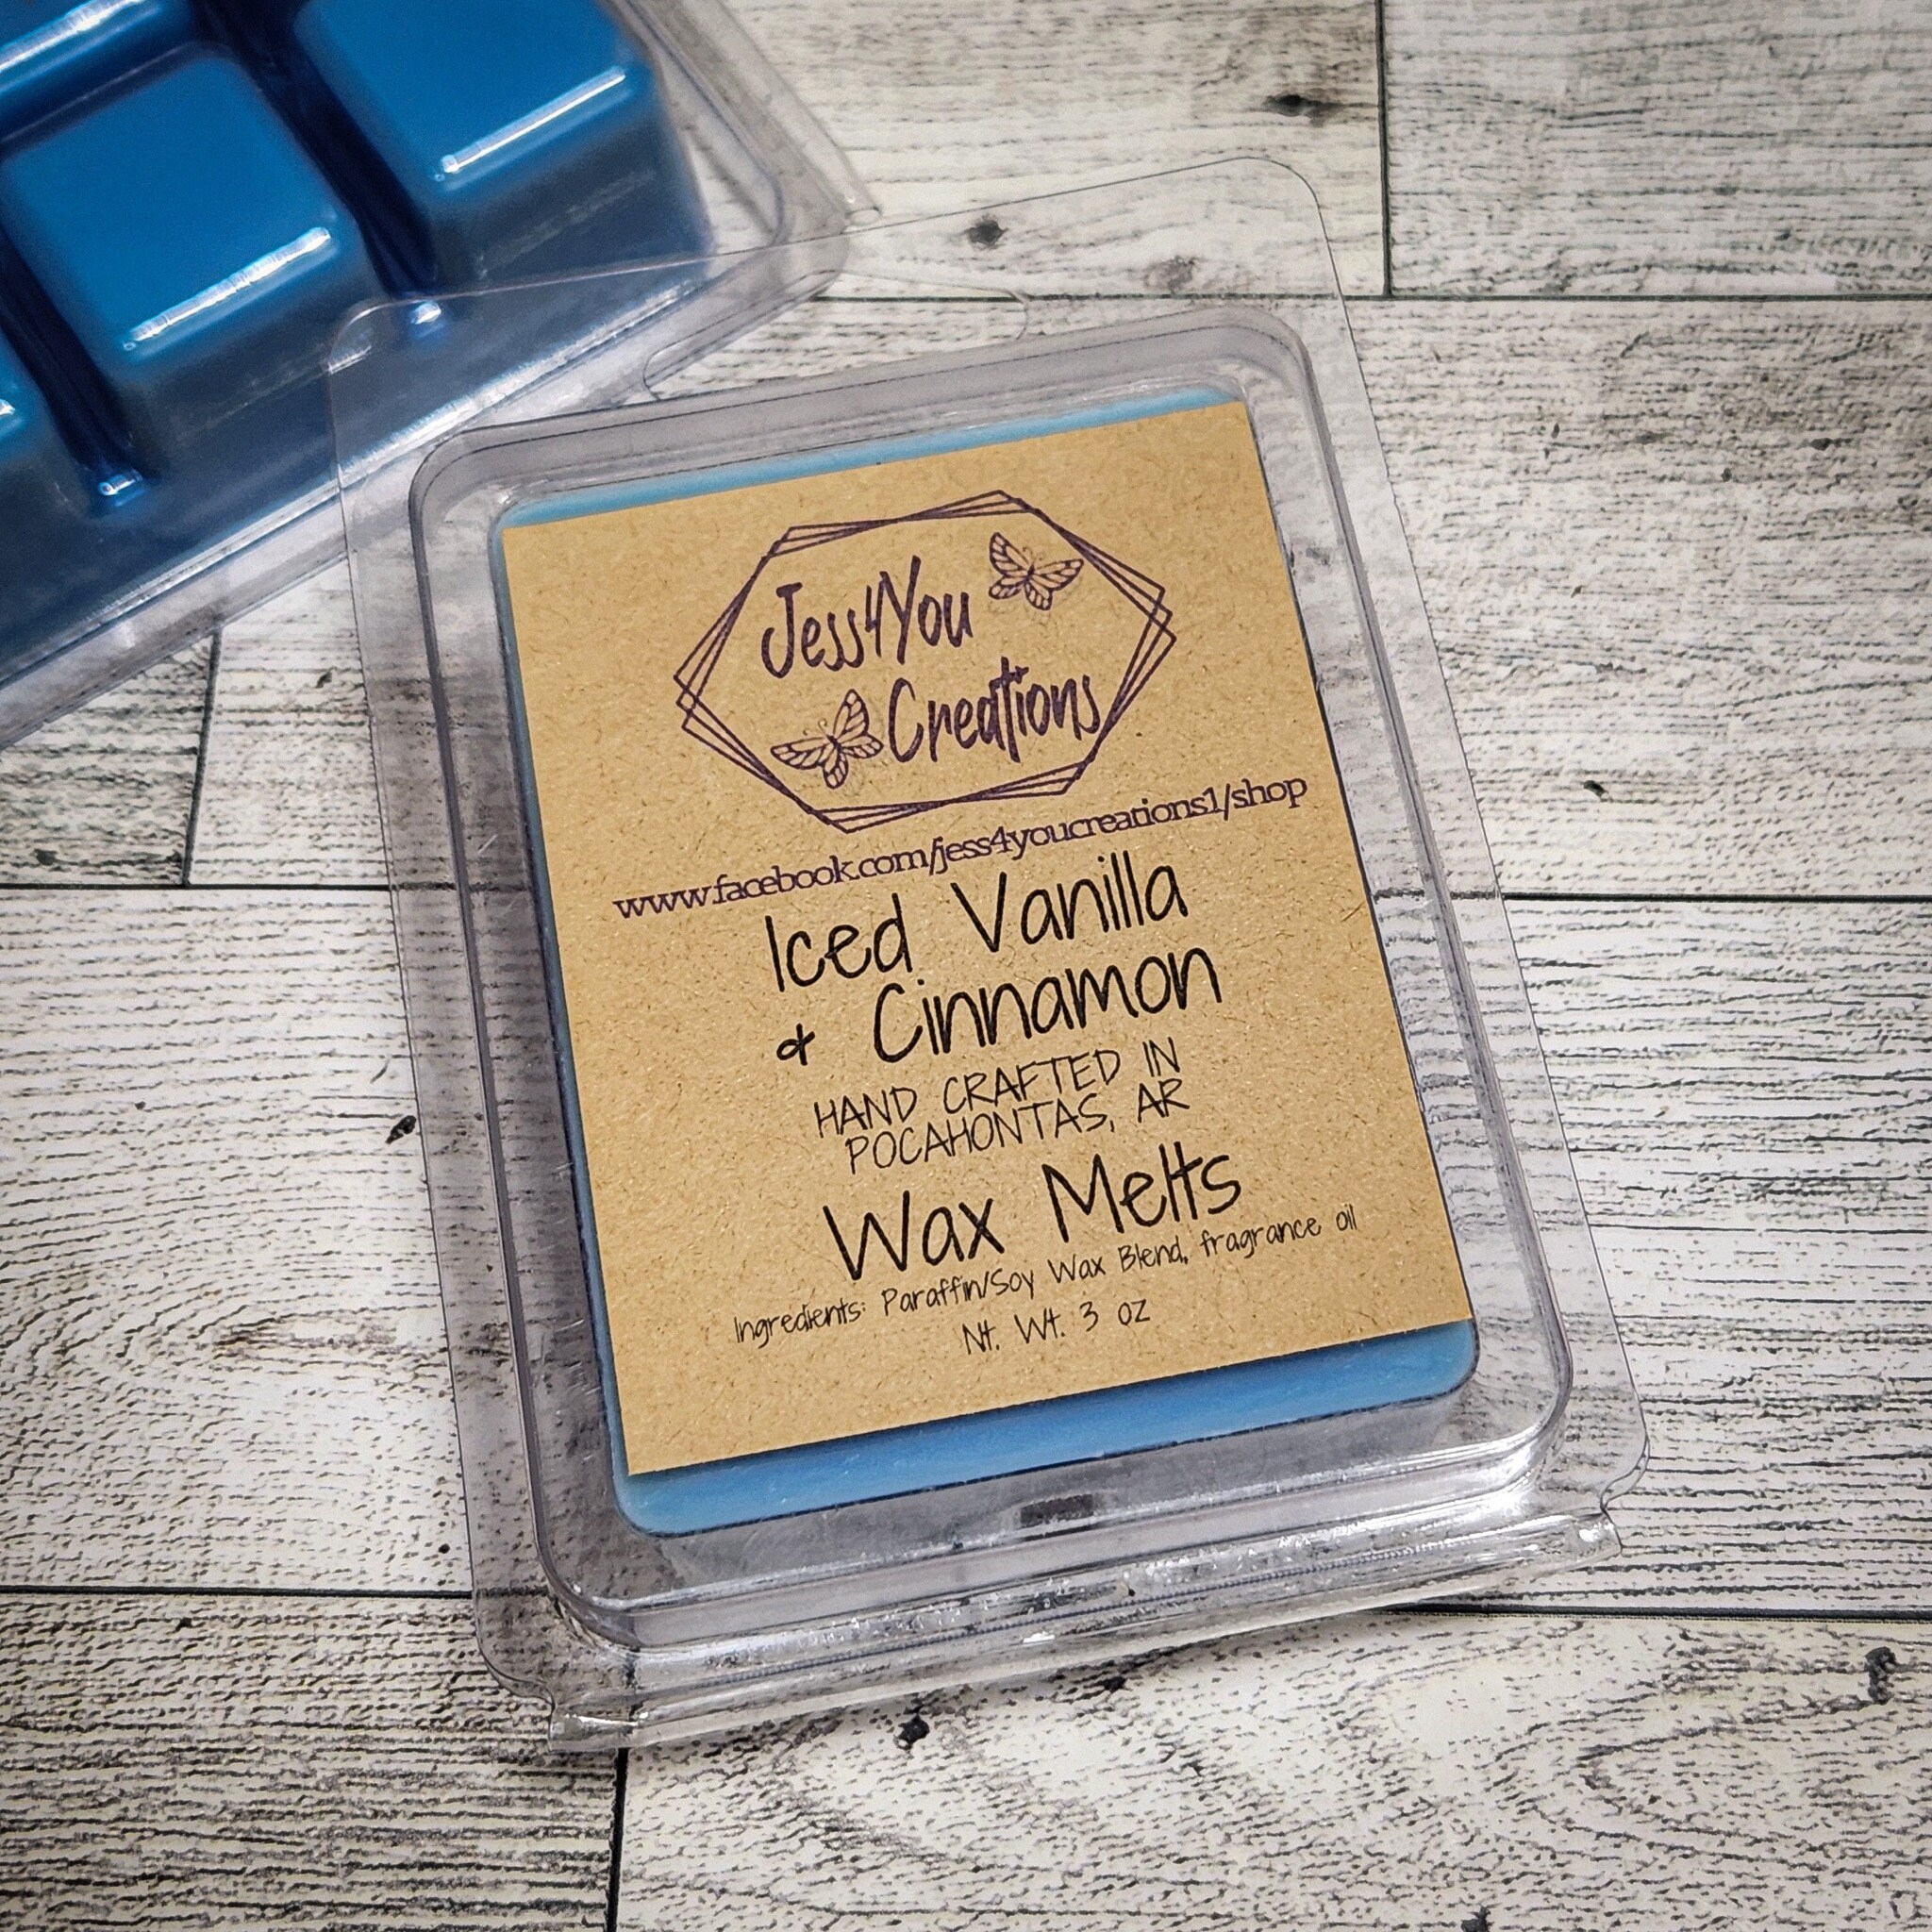 Jess4You
Creations
www.facebook.com/jess4youcreations1/shop
Iced Vanilla
& Cinnamon
HAND CRAFTED IN
POCAHONTAS, AR
Wax Melts
Ingredients: Paraffin/Soy Wax Blend, fragrance oil
Nt. Wt. 3 oz